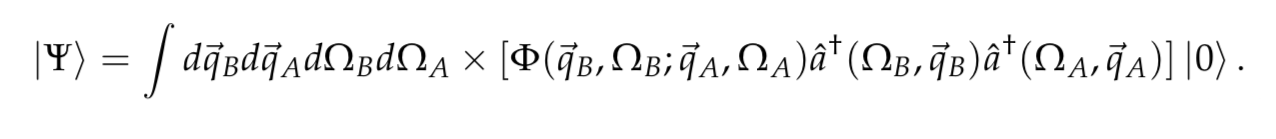 |Ψ⟩ = ∫ dq⃗_B dq⃗_A dΩ_B dΩ_A × [Φ(q⃗_B, Ω_B; q⃗_A, Ω_A) â†(Ω_B, q⃗_B) â†(Ω_A, q⃗_A)] |0⟩ .